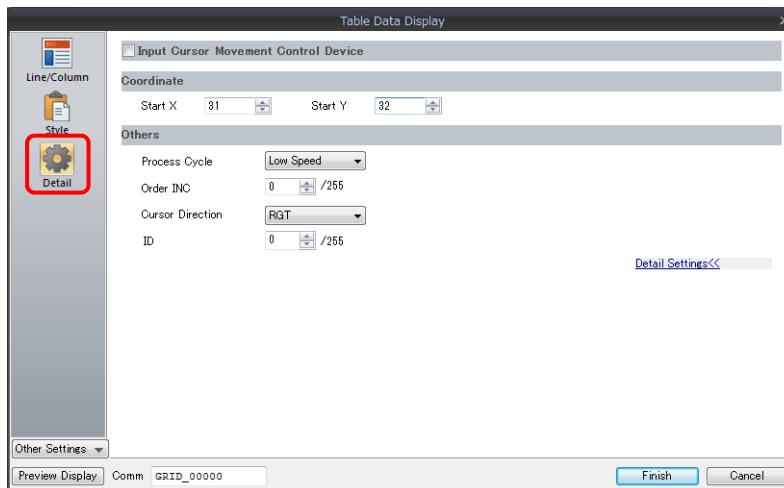 Table Data Display
Line/Column
Style
Detail
Input Cursor Movement Control Device
Coordinate
Start X 31 Start Y 32
Others
Process Cycle Low Speed
Order INC 0 /255
Cursor Direction RGT
ID 0 /255
Detail Settings<<
Other Settings
Preview Display Comm GRID_00000 Finish Cancel